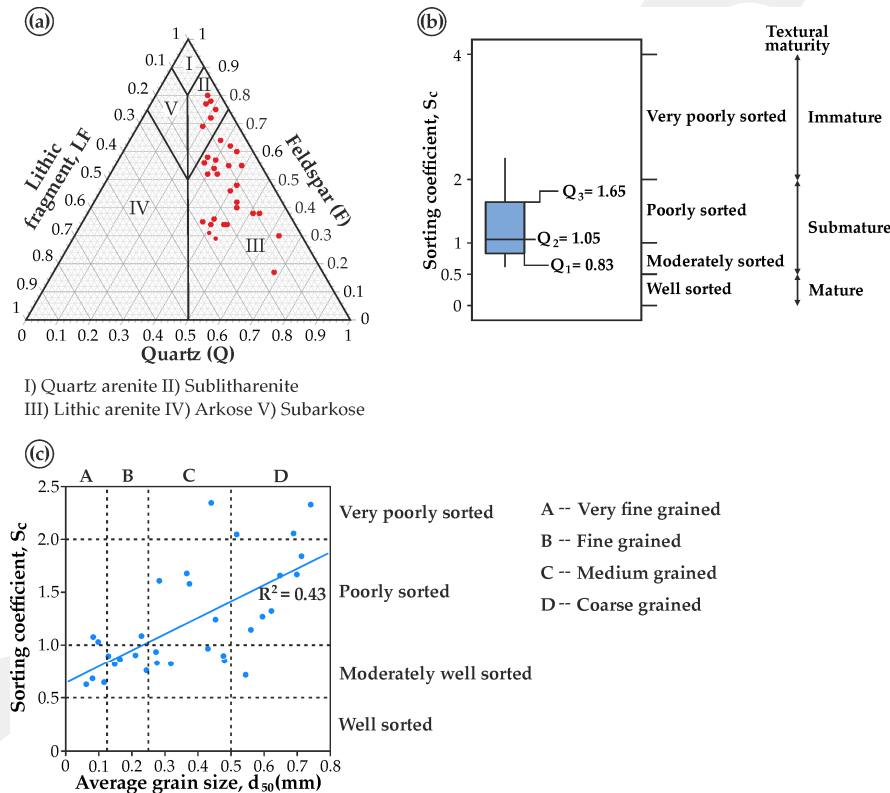 (a)
1 1
0.1 0.9
0.2 0.8
0.3 0.7
0.4 0.6
0.5 0.5
0.6 0.4
0.7 0.3
0.8 0.2
0.9 0.1
1 0
I
II
V
IV
III
Lithic
fragment, LF
Feldspar (F)
0 0.1 0.2 0.3 0.4 0.5 0.6 0.7 0.8 0.9 1
Quartz (Q)
I) Quartz arenite II) Sublitharenite
III) Lithic arenite IV) Arkose V) Subarkose
(b)
Textural
maturity
Sorting coefficient, Sc
4
2
1
0.5
0
Q3= 1.65
Q2= 1.05
Q1= 0.83
Very poorly sorted
Poorly sorted
Moderately sorted
Well sorted
Immature
Submature
Mature
(c)
A B C D
Sorting coefficient, Sc
2.5
2.0
1.5
1.0
0.5
0
R2 = 0.43
Very poorly sorted
Poorly sorted
Moderately well sorted
Well sorted
0 0.1 0.2 0.3 0.4 0.5 0.6 0.7 0.8
Average grain size, d50(mm)
A -- Very fine grained
B -- Fine grained
C -- Medium grained
D -- Coarse grained